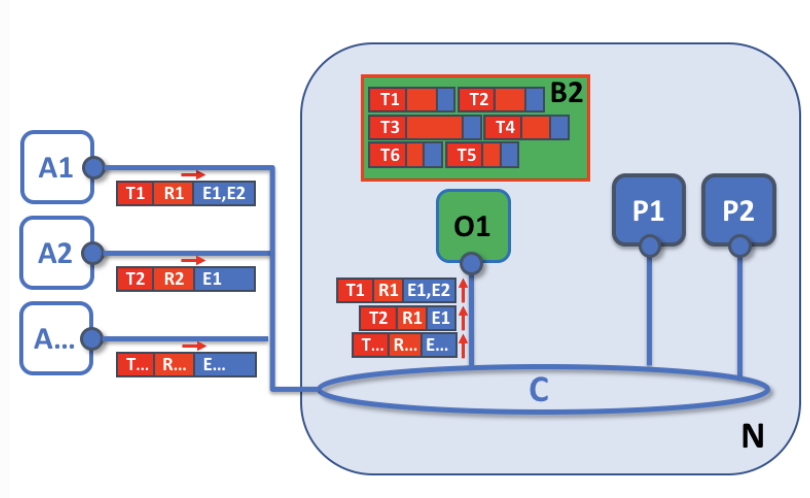 B2
T1 T2
T3 T4
T6 T5
A1
T1 R1 E1,E2
A2
T2 R2 E1
A...
T... R... E...
O1
P1 P2
T1 R1 E1,E2
T2 R1 E1
T... R... E...
C
N